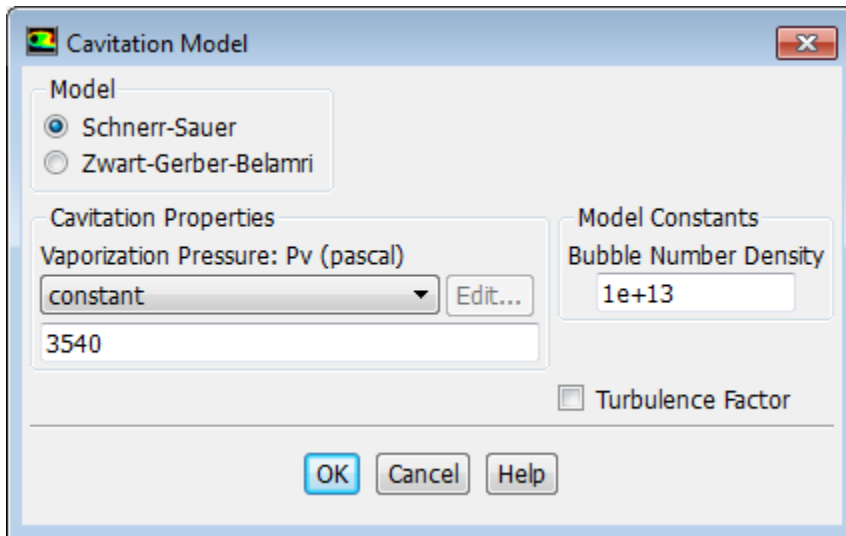 Cavitation Model
Model
Schnerr-Sauer
Zwart-Gerber-Belamri
Cavitation Properties
Vaporization Pressure: Pv (pascal)
constant
Edit...
3540
Model Constants
Bubble Number Density
1e+13
Turbulence Factor
OK Cancel Help